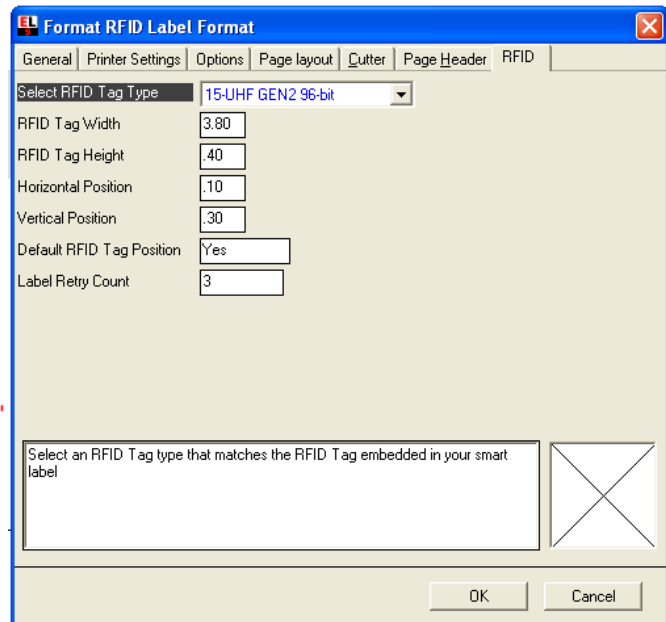 EL Format RFID Label Format
General Printer Settings Options Page layout Cutter Page Header RFID
Select RFID Tag Type 15-UHF GEN2 96-bit
RFID Tag Width 3.80
RFID Tag Height .40
Horizontal Position .10
Vertical Position .30
Default RFID Tag Position Yes
Label Retry Count 3
Select an RFID Tag type that matches the RFID Tag embedded in your smart
label
OK Cancel